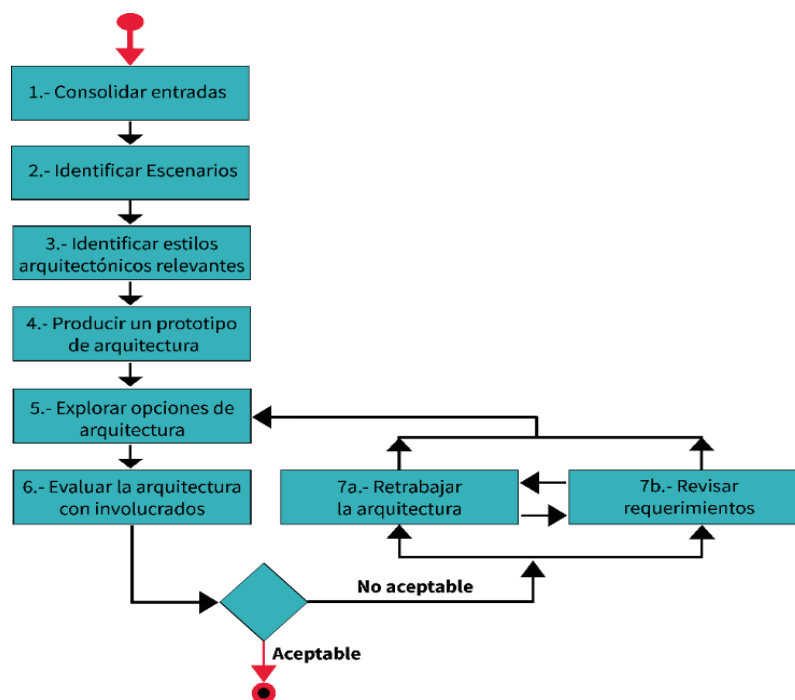 1.- Consolidar entradas
2.- Identificar Escenarios
3.- Identificar estilos
arquitectónicos relevantes
4.- Producir un prototipo
de arquitectura
5.- Explorar opciones de
arquitectura
6.- Evaluar la arquitectura
con involucrados
7a.- Retrabajar
la arquitectura
7b.- Revisar
requerimientos
No aceptable
Aceptable